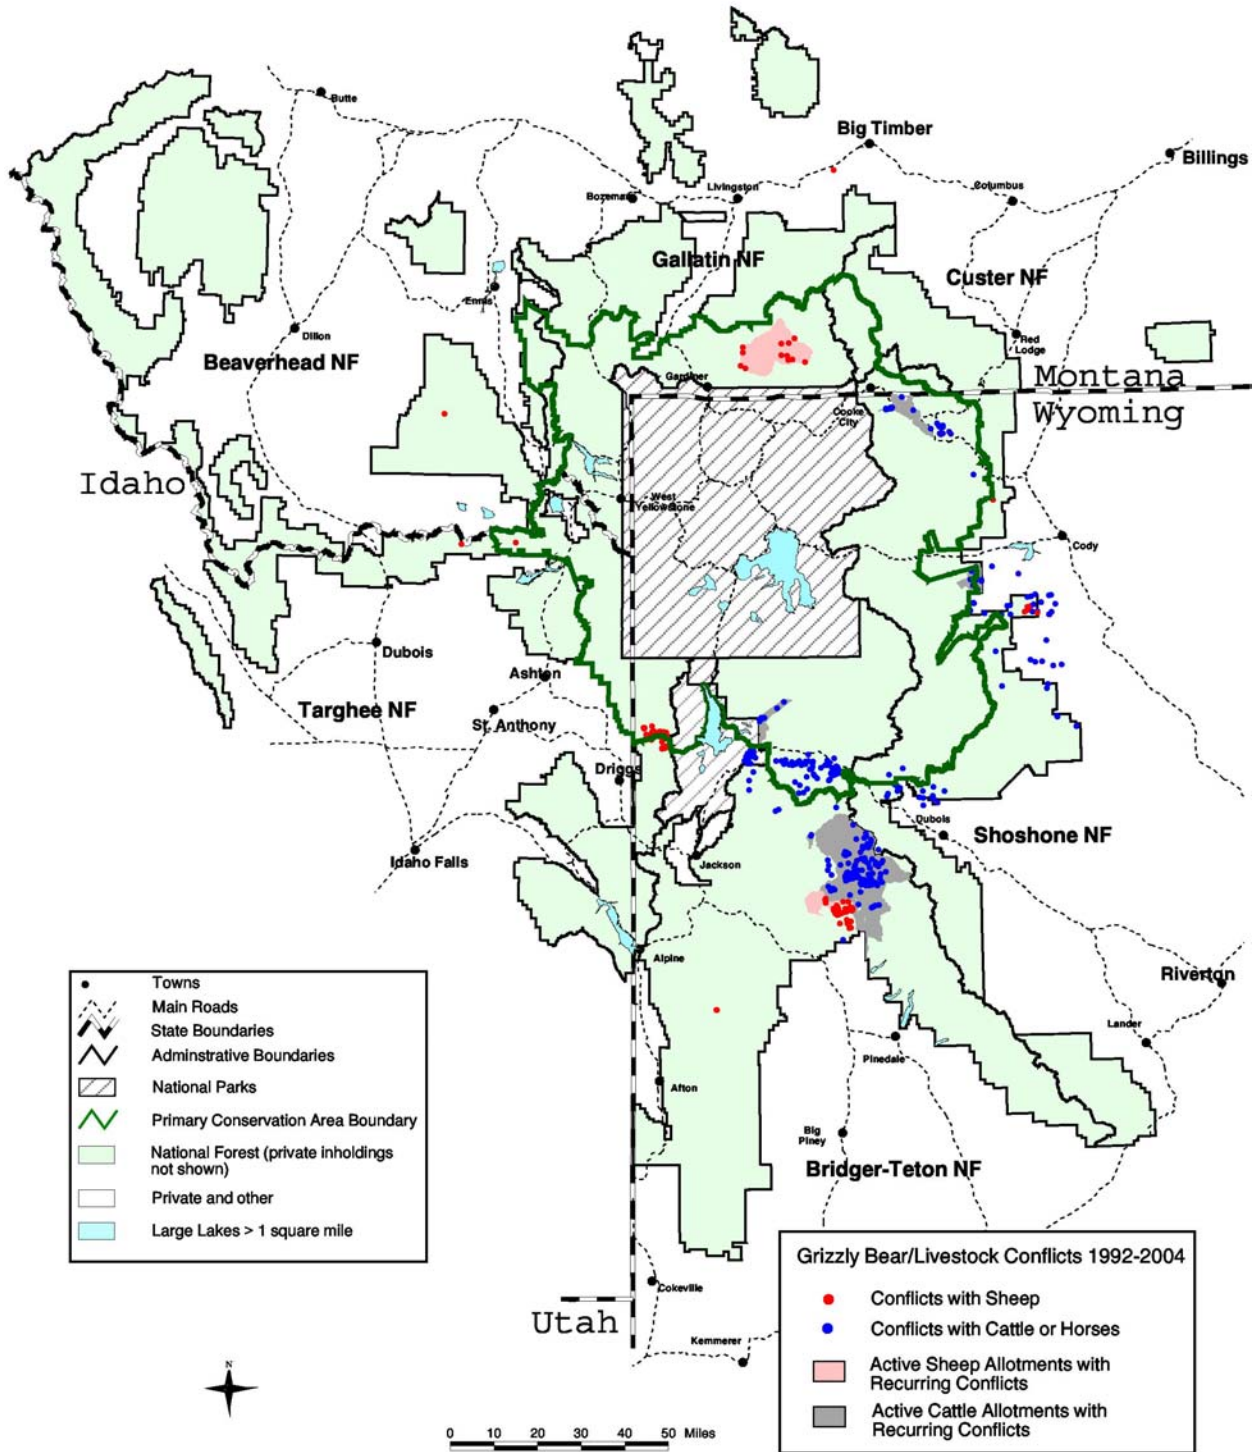 Butte
Big Timber
Billings
Livingston
Columbus
Bozeman
Gallatin NF
Custer NF
Ennis
Dillon
Red
Lodge
Beaverhead NF
Gardiner
Montana
Cooke
City
Wyoming
Idaho
West
Yellowstone
Cody
Dubois
Ashton
Targhee NF
St. Anthony
Driggs
Dubois
Shoshone NF
Idaho Falls
Jackson
Alpine
Riverton
Lander
Pinedale
Afton
Big
Piney
Bridger-Teton NF
Cokeville
Utah
Kemmerer
Towns
Main Roads
State Boundaries
Adminstrative Boundaries
National Parks
Primary Conservation Area Boundary
National Forest (private inholdings
not shown)
Private and other
Large Lakes > 1 square mile
Grizzly Bear/Livestock Conflicts 1992-2004
Conflicts with Sheep
Conflicts with Cattle or Horses
Active Sheep Allotments with
Recurring Conflicts
Active Cattle Allotments with
Recurring Conflicts
N
0 10 20 30 40 50 Miles